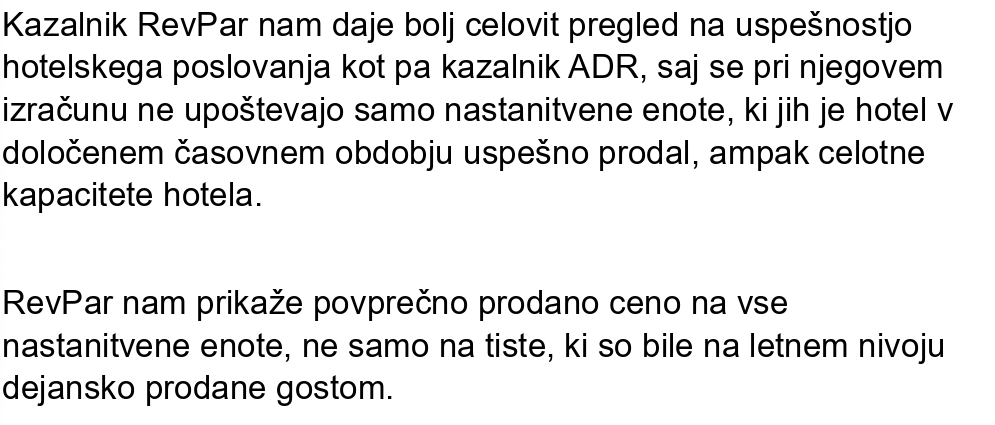 Kazalnik RevPar nam daje bolj celovit pregled na uspešnostjo
hotelskega poslovanja kot pa kazalnik ADR, saj se pri njegovem
izračunu ne upoštevajo samo nastanitvene enote, ki jih je hotel v
določenem časovnem obdobju uspešno prodal, ampak celotne
kapacitete hotela.
RevPar nam prikaže povprečno prodano ceno na vse
nastanitvene enote, ne samo na tiste, ki so bile na letnem nivoju
dejansko prodane gostom.